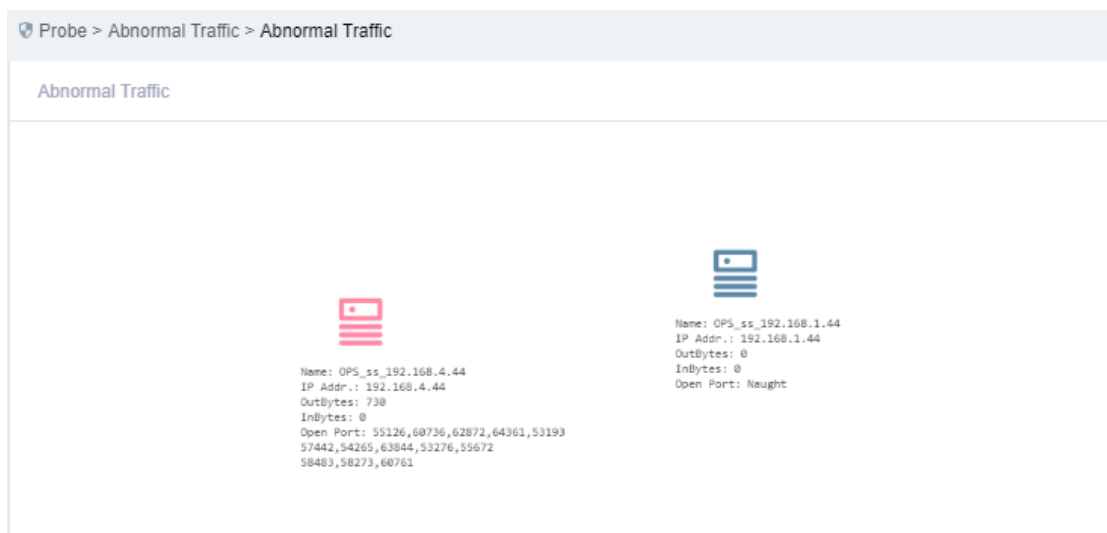 Probe > Abnormal Traffic > Abnormal Traffic
Abnormal Traffic
Name: OPS_ss_192.168.4.44
IP Addr.: 192.168.4.44
OutBytes: 730
InBytes: 0
Open Port: 55126,60736,62872,64361,53193
57442,54265,63844,53276,55672
58483,58273,60761
Name: OPS_ss_192.168.1.44
IP Addr.: 192.168.1.44
OutBytes: 0
InBytes: 0
Open Port: Naught